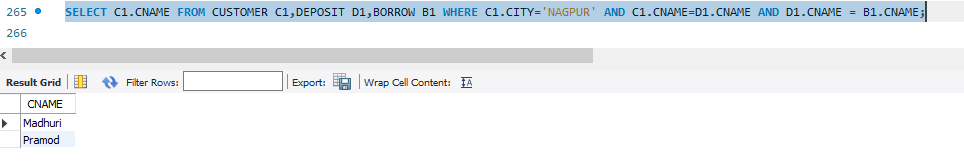 265 SELECT C1.CNAME FROM CUSTOMER C1,DEPOSIT D1,BORROW B1 WHERE C1.CITY='NAGPUR' AND C1.CNAME=D1.CNAME AND D1.CNAME = B1.CNAME;
266
Result Grid Filter Rows: Export: Wrap Cell Content:
CNAME
Madhuri
Pramod